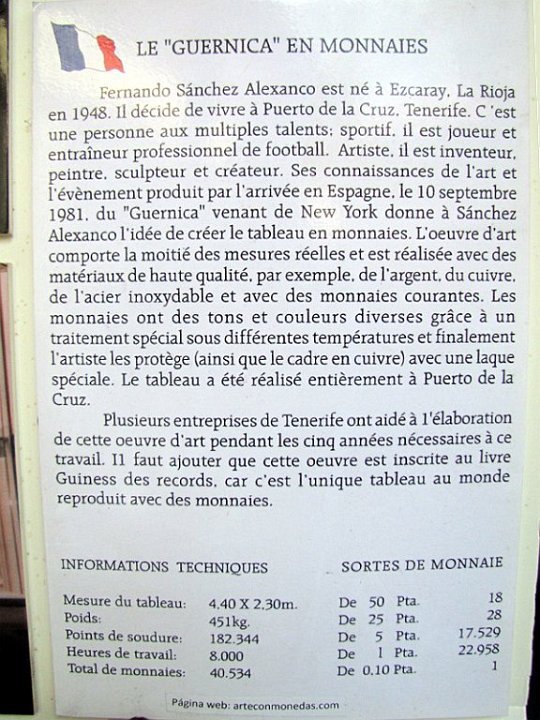 LE "GUERNICA" EN MONNAIES
Fernando Sánchez Alexanco est né à Ezcaray, La Rioja
en 1948. Il décide de vivre à Puerto de la Cruz, Tenerife. C 'est
une personne aux multiples talents; sportif, il est joueur et
entraîneur professionnel de football. Artiste, il est inventeur,
peintre, sculpteur et créateur. Ses connaissances de l'art et
l'évènement produit par l'arrivée en Espagne, le 10 septembre
1981, du "Guernica" venant de New York donne à Sánchez
Alexanco l'idée de créer le tableau en monnaies. L'oeuvre d'art
comporte la moitié des mesures réelles et est réalisée avec des
matériaux de haute qualité, par exemple, de l'argent, du cuivre,
de l'acier inoxydable et avec des monnaies courantes. Les
monnaies ont des tons et couleurs diverses grâce à un
traitement spécial sous différentes températures et finalement
l'artiste les protège (ainsi que le cadre en cuivre) avec une laque
spéciale. Le tableau a été réalisé entièrement à Puerto de la
Cruz.
Plusieurs entreprises de Tenerife ont aidé à l'élaboration
de cette oeuvre d'art pendant les cinq années nécessaires à ce
travail. Il faut ajouter que cette oeuvre est inscrite au livre
Guiness des records, car c'est l'unique tableau au monde
reproduit avec des monnaies.
INFORMATIONS TECHNIQUES
Mesure du tableau: 4.40 X 2.30m.
Poids: 451kg.
Points de soudure: 182.344
Heures de travail: 8.000
Total de monnaies: 40.534
SORTES DE MONNAIE
De 50 Pta. 18
De 25 Pta. 28
De 5 Pta. 17.529
De 1 Pta. 22.958
De 0.10 Pta. 1
Página web: arteconmonedas.com